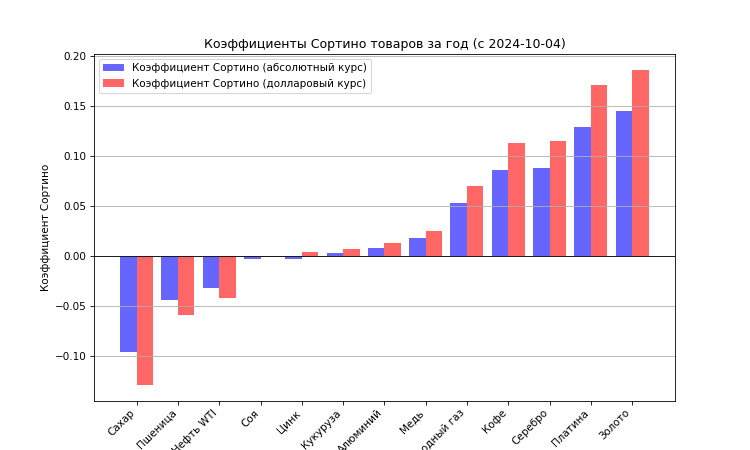 Коэффициенты Сортино товаров за год (с 2024-10-04)
Коэффициент Сортино (абсолютный курс)
Коэффициент Сортино (долларовый курс)
Коэффициент Сортино
0.20
0.15
0.10
0.05
0.00
−0.05
−0.10
Сахар
Пшеница
Нефть WTI
Соя
Цинк
Кукуруза
Алюминий
Медь
одный газ
Кофе
Серебро
Платина
Золото